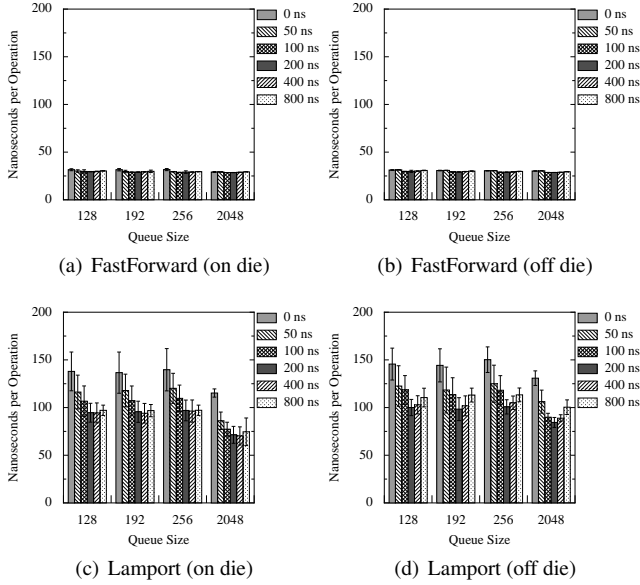 200
150
100
50
0
Nanoseconds per Operation
128 192 256 2048
Queue Size
0 ns
50 ns
100 ns
200 ns
400 ns
800 ns
(a) FastForward (on die)
200
150
100
50
0
Nanoseconds per Operation
128 192 256 2048
Queue Size
0 ns
50 ns
100 ns
200 ns
400 ns
800 ns
(b) FastForward (off die)
200
150
100
50
0
Nanoseconds per Operation
128 192 256 2048
Queue Size
0 ns
50 ns
100 ns
200 ns
400 ns
800 ns
(c) Lamport (on die)
200
150
100
50
0
Nanoseconds per Operation
128 192 256 2048
Queue Size
0 ns
50 ns
100 ns
200 ns
400 ns
800 ns
(d) Lamport (off die)